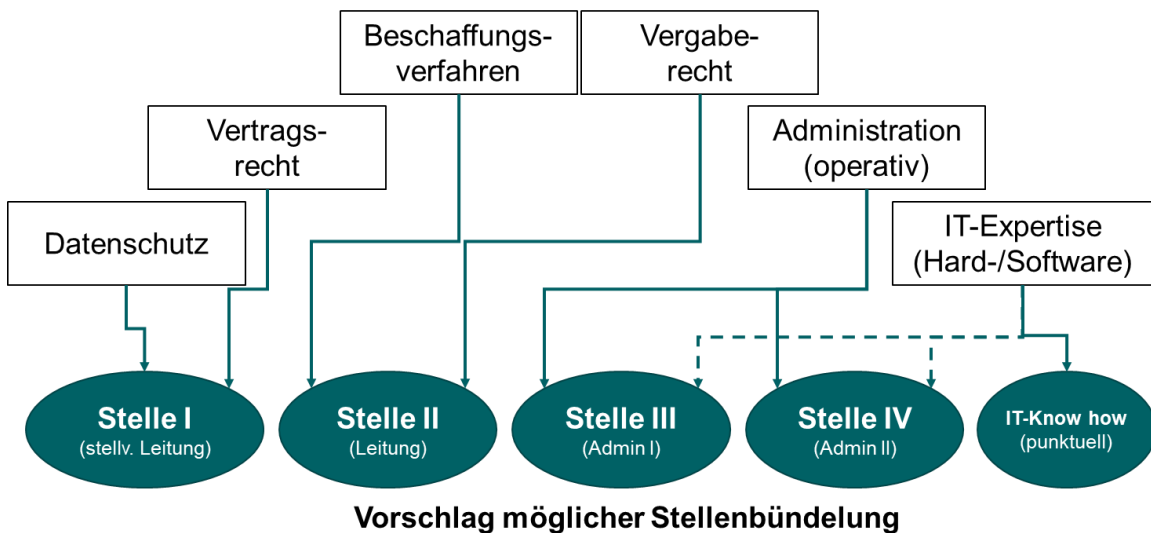 Beschaffungs-
verfahren
Vergabe-
recht
Vertrags-
recht
Administration
(operativ)
Datenschutz
IT-Expertise
(Hard-/Software)
Stelle I
(stellv. Leitung)
Stelle II
(Leitung)
Stelle III
(Admin I)
Stelle IV
(Admin II)
IT-Know how
(punktuell)
Vorschlag möglicher Stellenbündelung